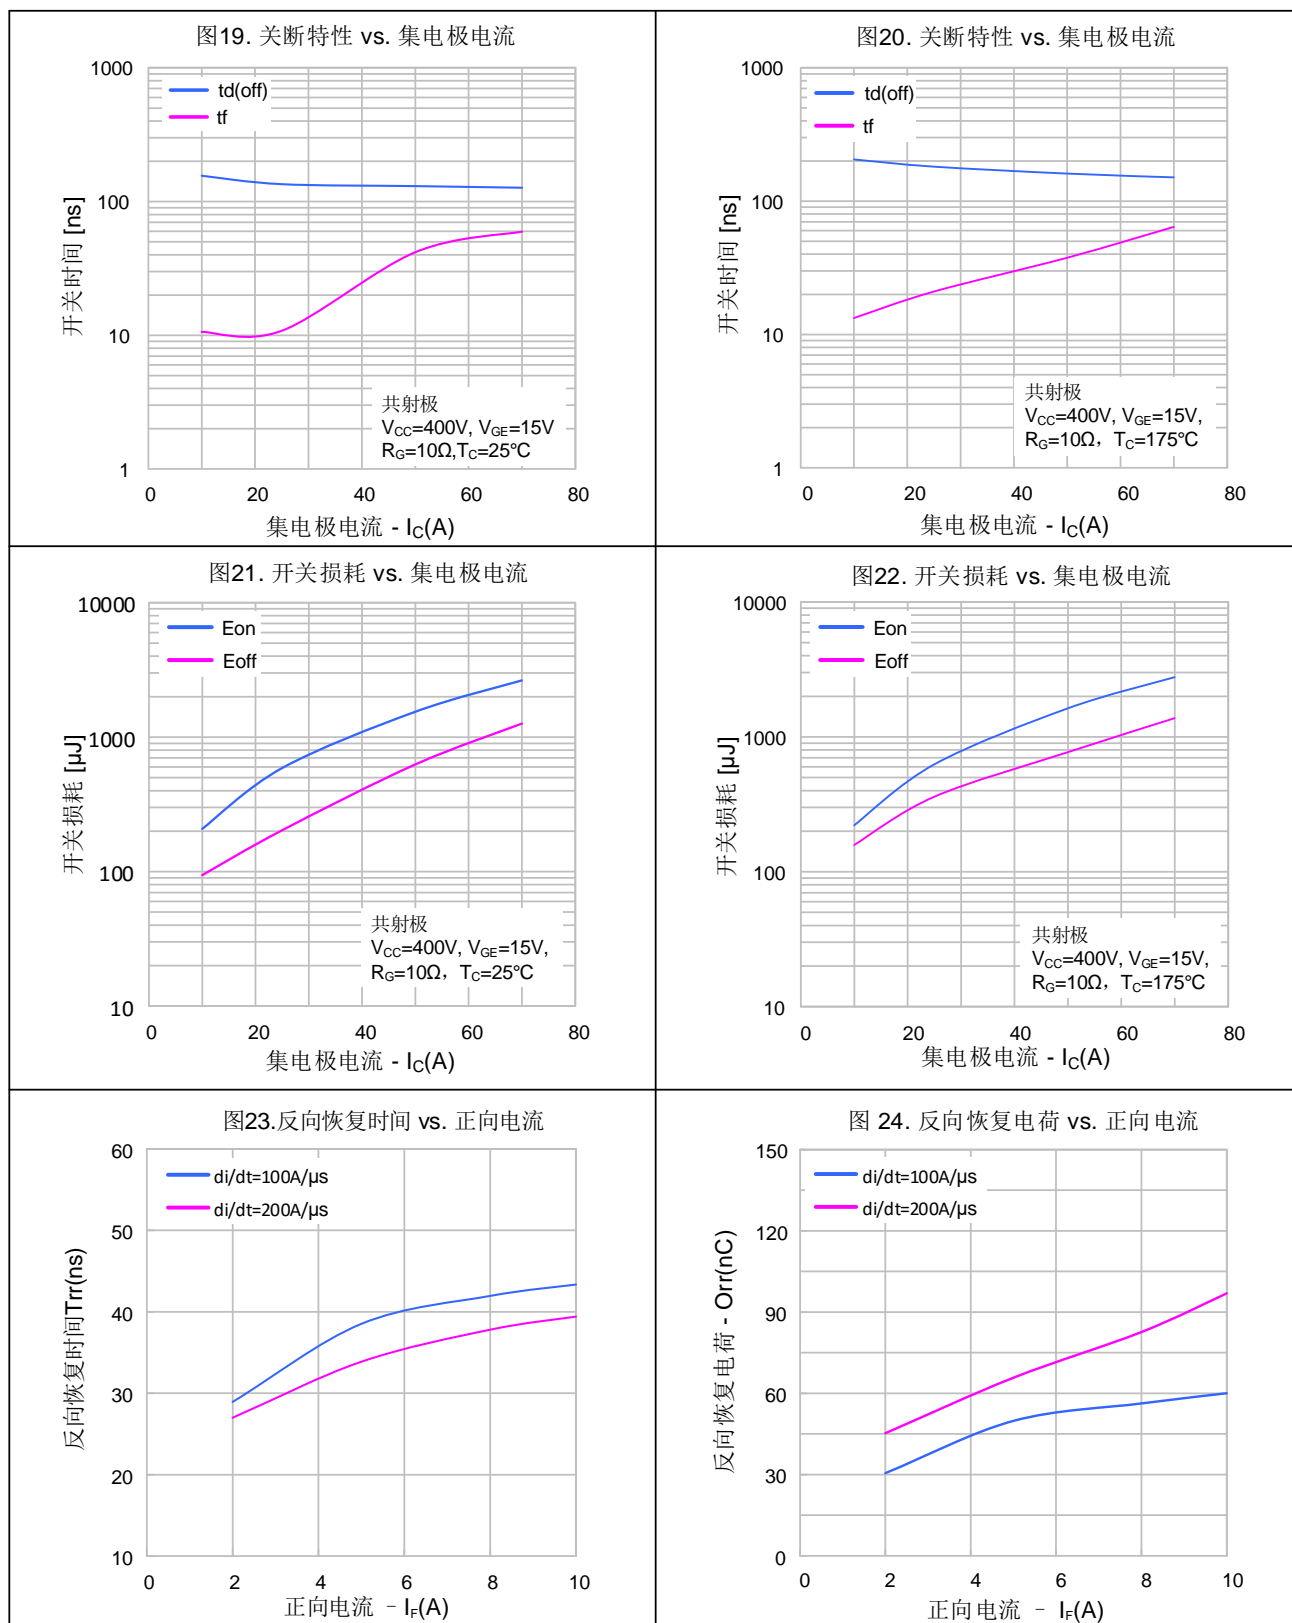 图19. 关断特性 vs. 集电极电流
1000
td(off)
tf
100
10
1
开关时间 [ns]
共射极
VCC=400V, VGE=15V
RG=10Ω,TC=25℃
0 20 40 60 80
集电极电流 - IC(A)
图20. 关断特性 vs. 集电极电流
1000
td(off)
tf
100
10
1
开关时间 [ns]
共射极
VCC=400V, VGE=15V,
RG=10Ω，TC=175℃
0 20 40 60 80
集电极电流 - IC(A)
图21. 开关损耗 vs. 集电极电流
10000
Eon
Eoff
1000
100
10
开关损耗 [μJ]
共射极
VCC=400V, VGE=15V,
RG=10Ω，TC=25℃
0 20 40 60 80
集电极电流 - IC(A)
图22. 开关损耗 vs. 集电极电流
10000
Eon
Eoff
1000
100
10
开关损耗 [μJ]
共射极
VCC=400V, VGE=15V,
RG=10Ω，TC=175℃
0 20 40 60 80
集电极电流 - IC(A)
图23.反向恢复时间 vs. 正向电流
60
di/dt=100A/μs
di/dt=200A/μs
50
40
30
20
10
反向恢复时间Trr(ns)
0 2 4 6 8 10
正向电流 - IF(A)
图 24. 反向恢复电荷 vs. 正向电流
150
di/dt=100A/μs
di/dt=200A/μs
120
90
60
30
0
反向恢复电荷 - Orr(nC)
0 2 4 6 8 10
正向电流 - IF(A)